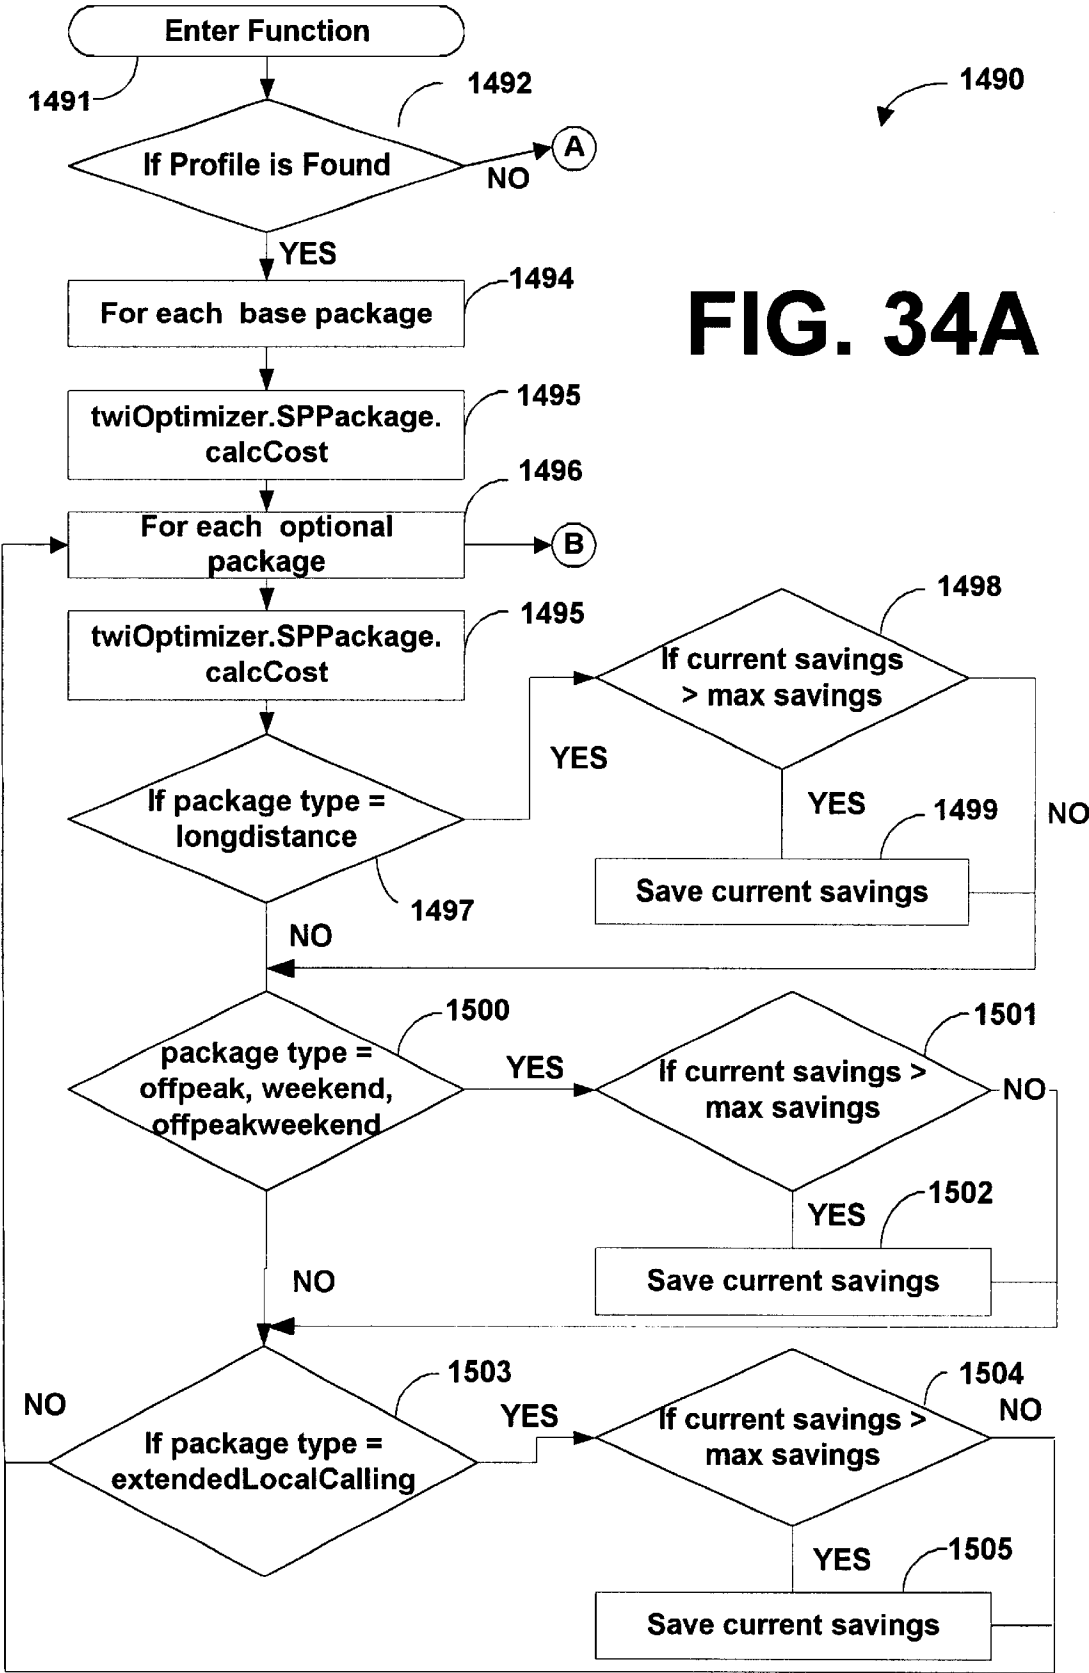 Enter Function
1491
1492
1490
If Profile is Found
A
NO
YES
1494
For each base package
FIG. 34A
1495
twiOptimizer.SPPackage.
calcCost
1496
For each optional
package
B
1495
twiOptimizer.SPPackage.
calcCost
1498
If current savings
> max savings
YES
YES
NO
If package type =
longdistance
1499
Save current savings
1497
NO
1500
1501
package type =
offpeak, weekend,
offpeakweekend
YES
If current savings >
max savings
NO
1502
YES
Save current savings
NO
1503
1504
NO
YES
If current savings >
max savings
NO
If package type =
extendedLocalCalling
YES
1505
Save current savings